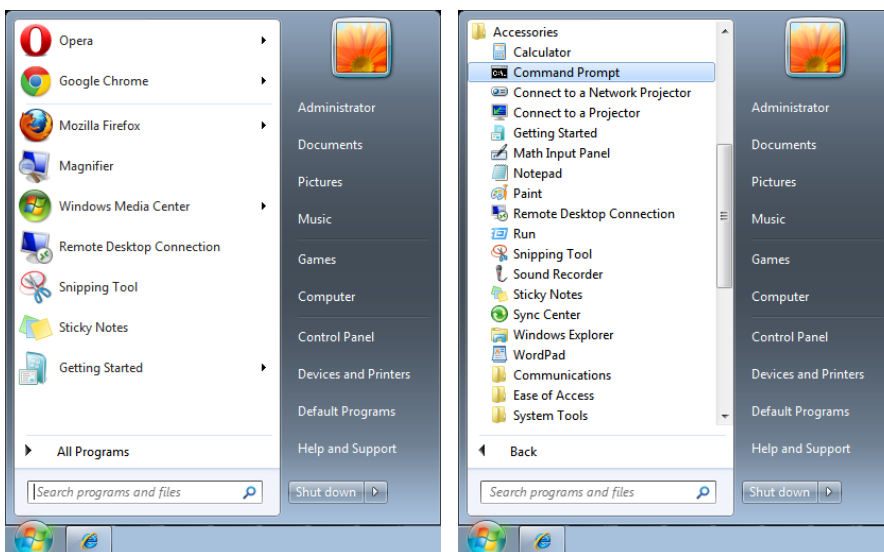 Opera
Google Chrome
Mozilla Firefox
Magnifier
Windows Media Center
Remote Desktop Connection
Snipping Tool
Sticky Notes
Getting Started
All Programs
Search programs and files
Administrator
Documents
Pictures
Music
Games
Computer
Control Panel
Devices and Printers
Default Programs
Help and Support
Shut down
Accessories
Calculator
Command Prompt
Connect to a Network Projector
Connect to a Projector
Getting Started
Math Input Panel
Notepad
Paint
Remote Desktop Connection
Run
Snipping Tool
Sound Recorder
Sticky Notes
Sync Center
Windows Explorer
WordPad
Communications
Ease of Access
System Tools
Back
Search programs and files
Administrator
Documents
Pictures
Music
Games
Computer
Control Panel
Devices and Printers
Default Programs
Help and Support
Shut down